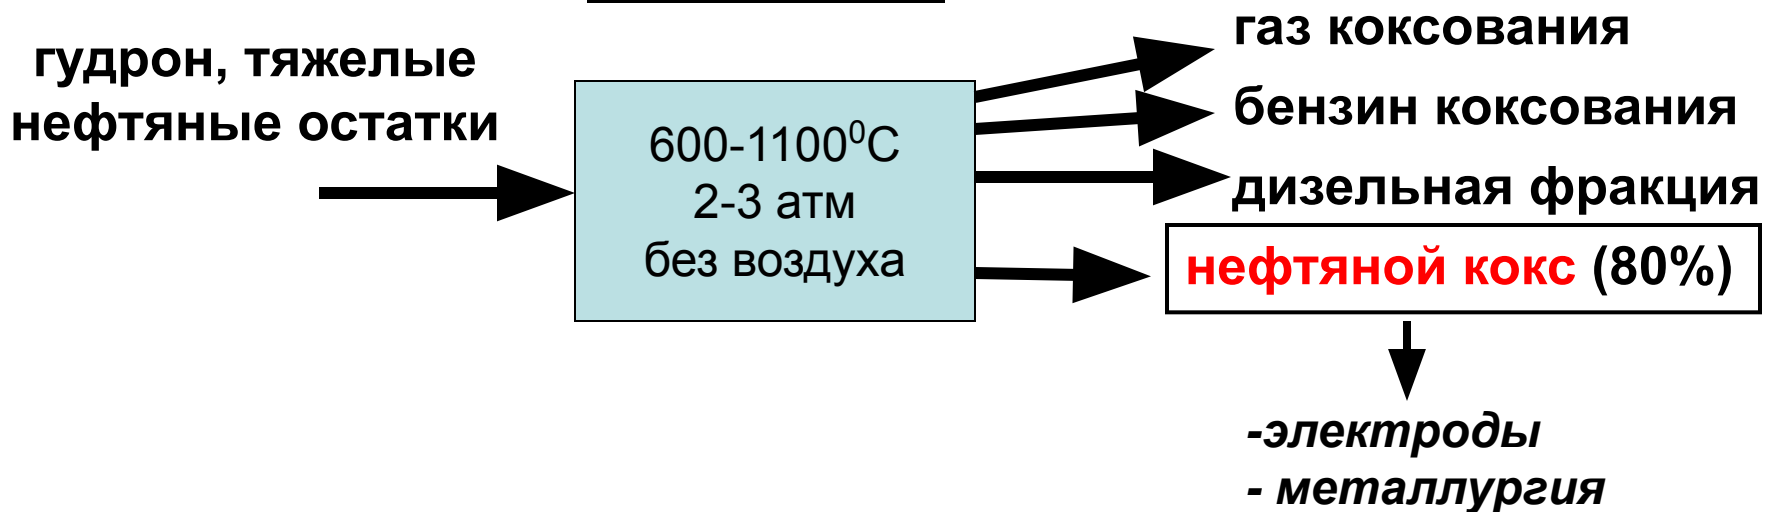 гудрон, тяжелые
нефтяные остатки
600-1100⁰С
2-3 атм
без воздуха
газ коксования
бензин коксования
дизельная фракция
нефтяной кокс (80%)
-электроды
- металлургия